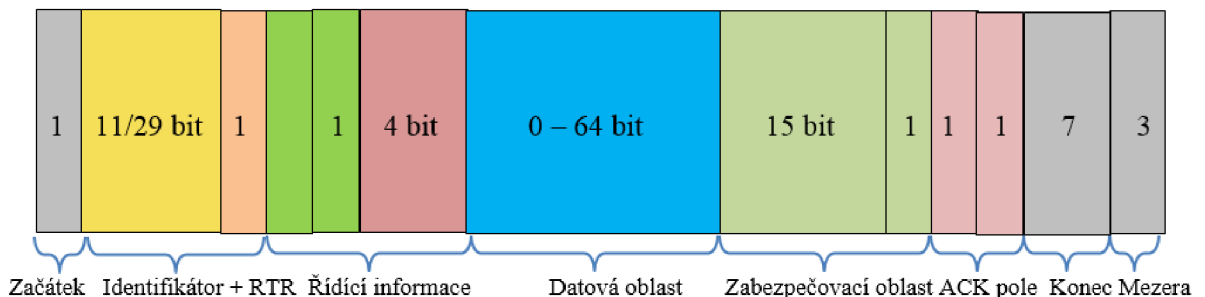 1 11/29 bit 1 1 4 bit 0 – 64 bit 15 bit 1 1 1 7 3
Začátek Identifikátor + RTR Řídící informace Datová oblast Zabezpečovací oblast ACK pole Konec Mezera